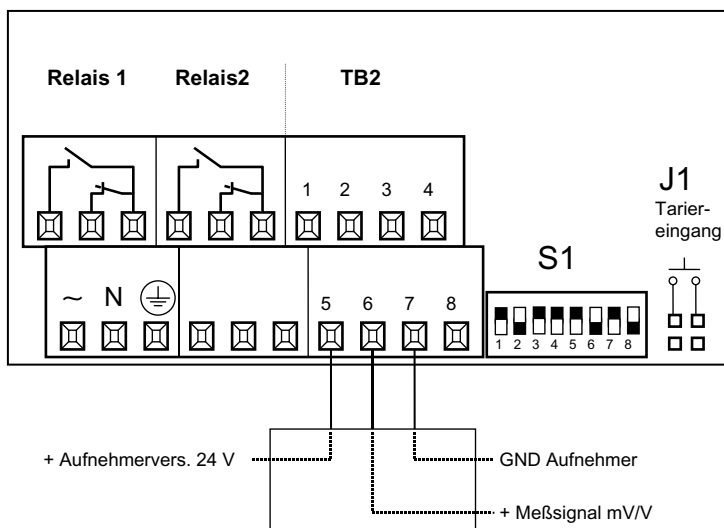 Relais 1 Relais2 TB2
1 2 3 4
J1
Tarier-
eingang
S1
~ N
5 6 7 8
1 2 3 4 5 6 7 8
+ Aufnehmervers. 24 V
GND Aufnehmer
+ Meßsignal mV/V